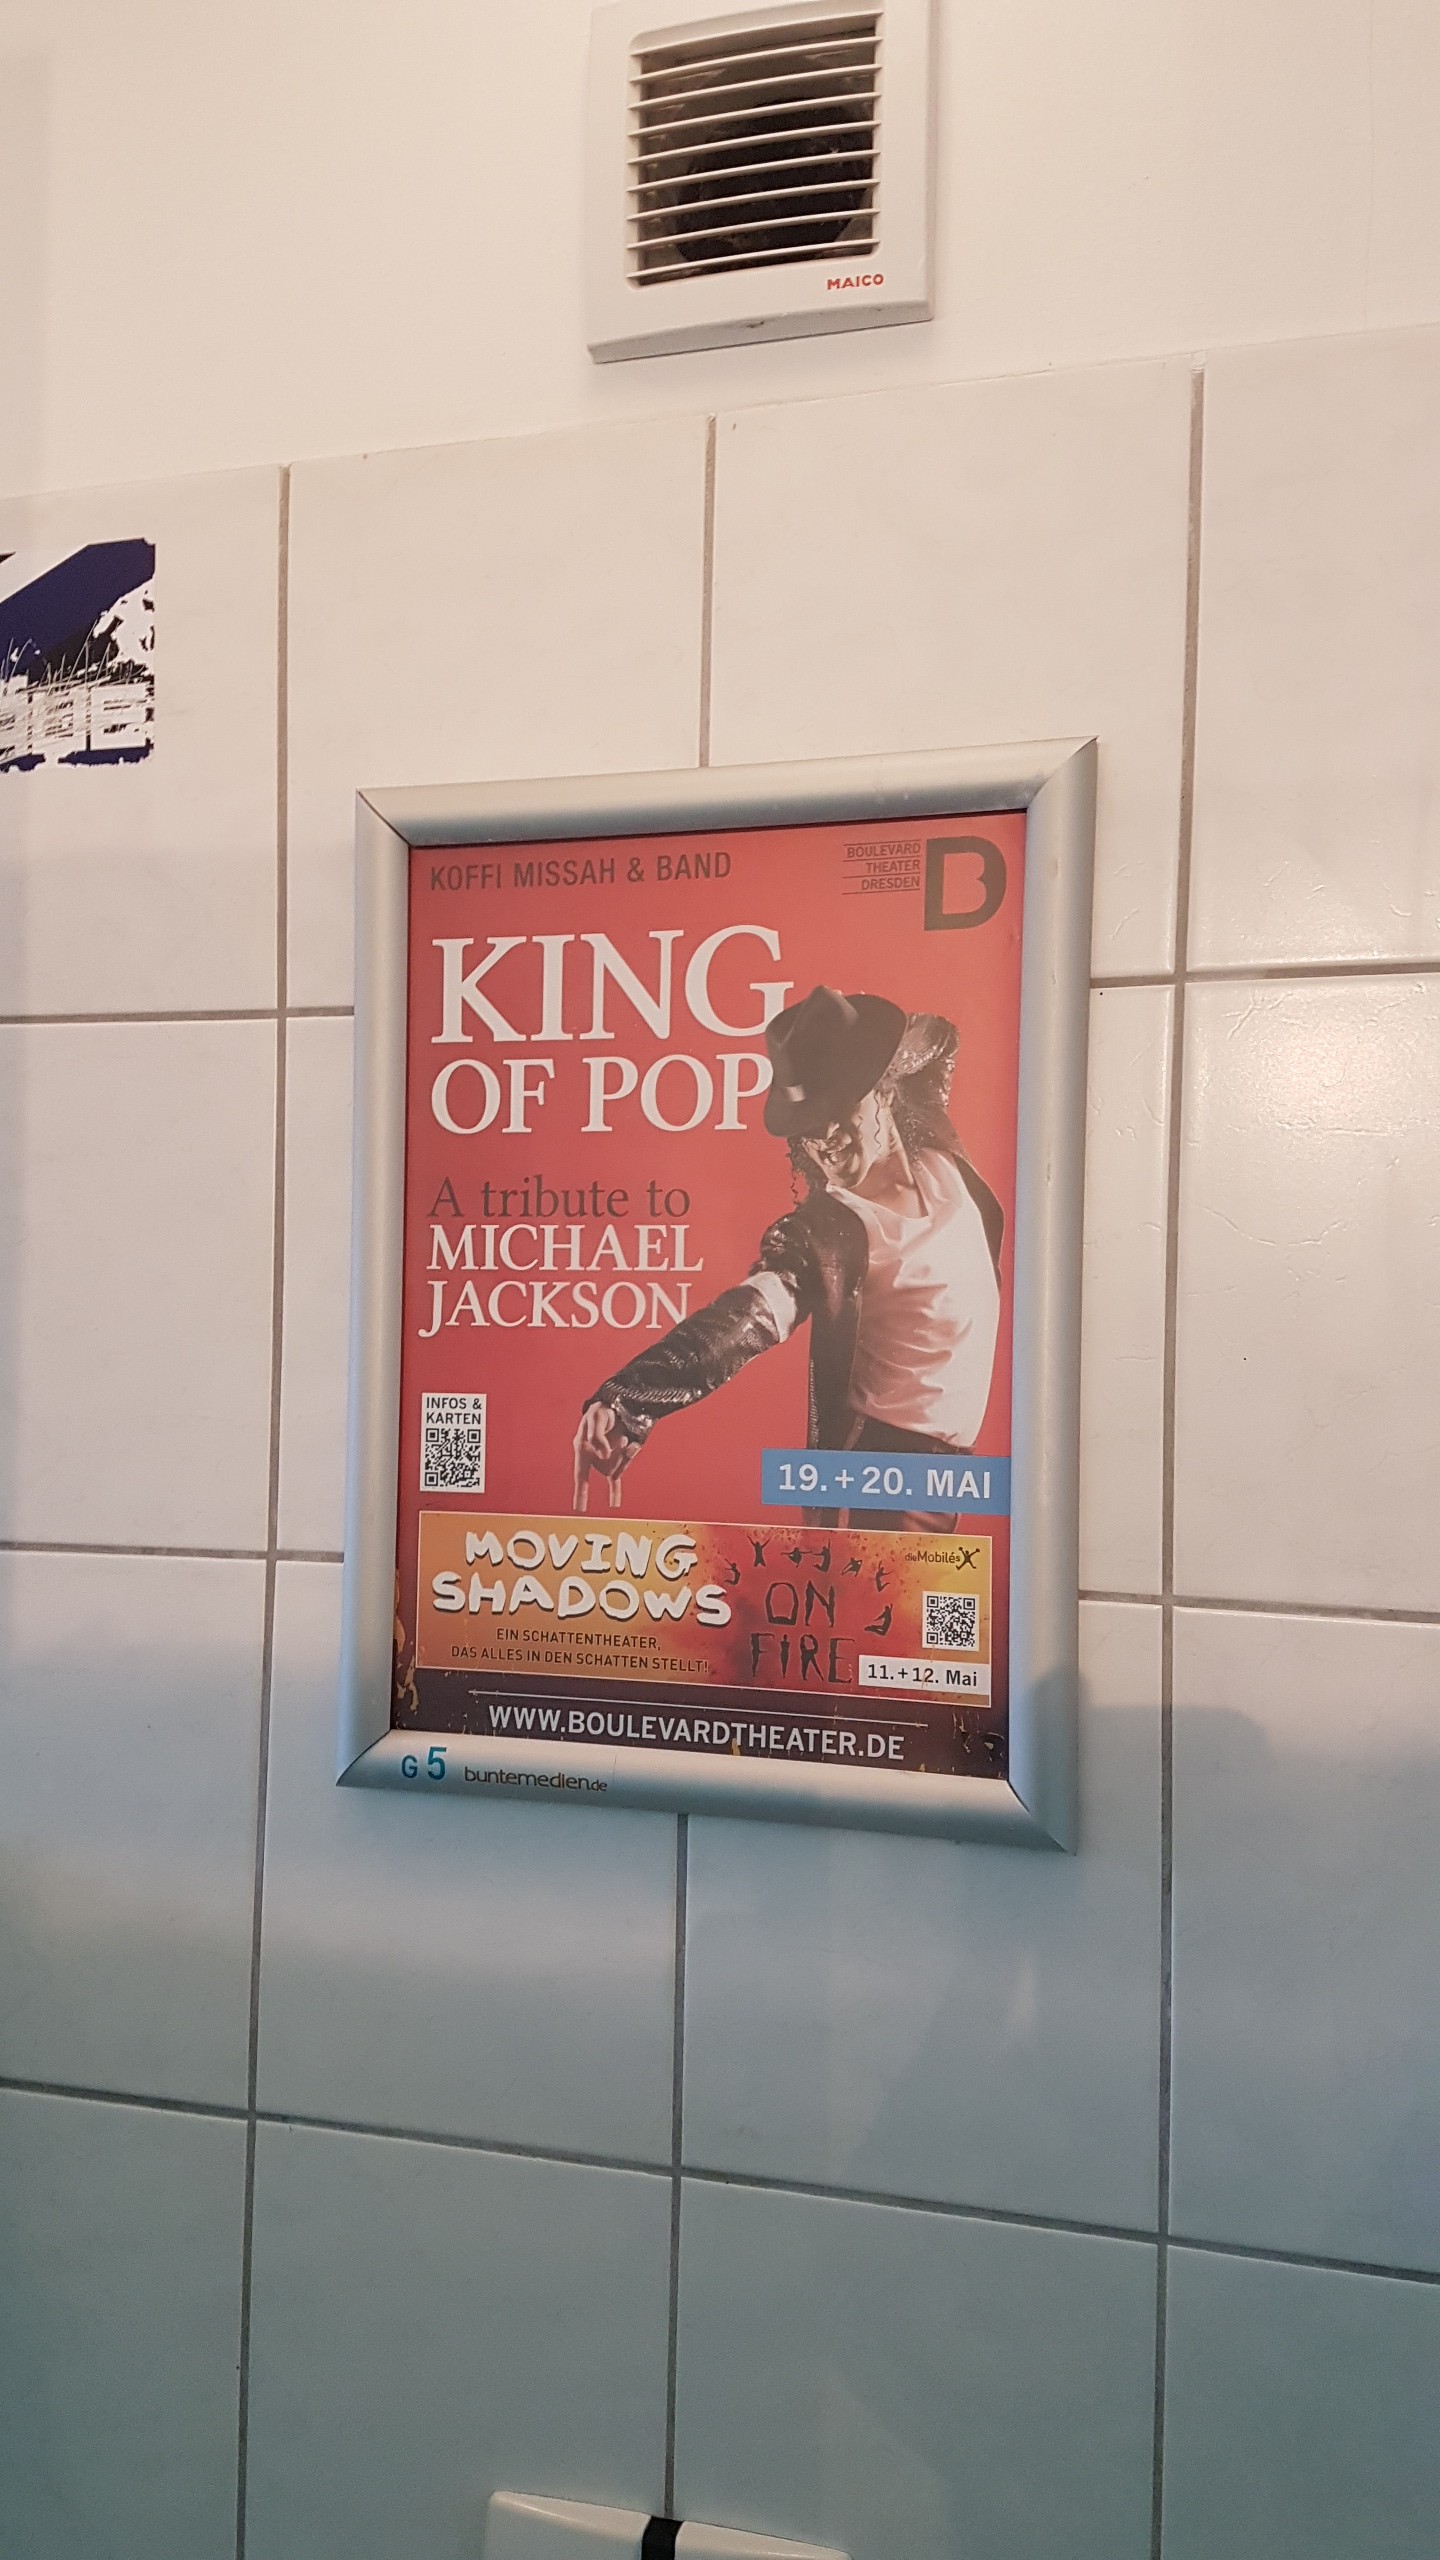 MAICO
KOFFI MISSAH & BAND
BOULEVARD
THEATER
DRESDEN
B
KING
OF POP
A tribute to
MICHAEL
JACKSON
INFOS &
KARTEN
19. + 20. MAI
MOVING
SHADOWS
EIN SCHATTENTHEATER,
DAS ALLES IN DEN SCHATTEN STELLT!
ON
FIRE
dieMobilés
11. + 12. Mai
WWW.BOULEVARDTHEATER.DE
G 5 buntemedien.de